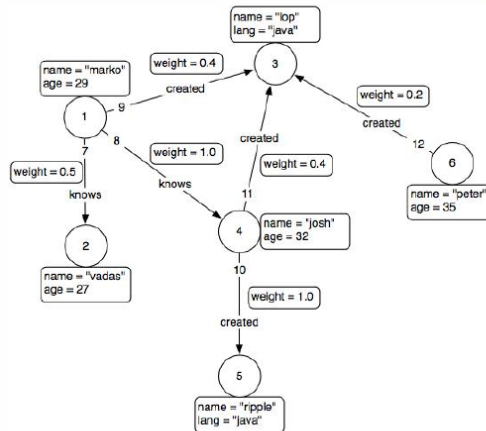 name = "lop"
lang = "java"
3
name = "marko"
age = 29
weight = 0.4
9
created
1
7
8
weight = 1.0
knows
weight = 0.5
knows
2
name = "vadas"
age = 27
created
weight = 0.4
11
weight = 0.2
created
12
6
name = "peter"
age = 35
4
name = "josh"
age = 32
10
weight = 1.0
created
5
name = "ripple"
lang = "java"